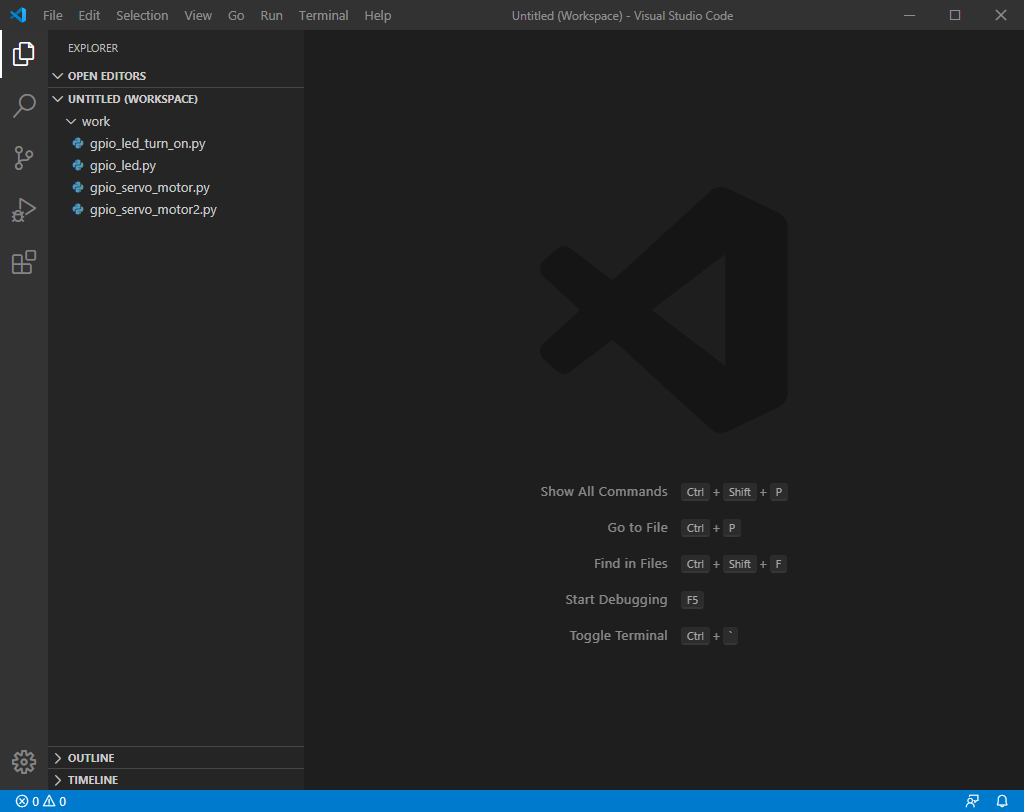 File Edit Selection View Go Run Terminal Help Untitled (Workspace) - Visual Studio Code
EXPLORER
OPEN EDITORS
UNTITLED (WORKSPACE)
work
gpio_led_turn_on.py
gpio_led.py
gpio_servo_motor.py
gpio_servo_motor2.py
Show All Commands Ctrl + Shift + P
Go to File Ctrl + P
Find in Files Ctrl + Shift + F
Start Debugging F5
Toggle Terminal Ctrl + `
OUTLINE
TIMELINE
0 0